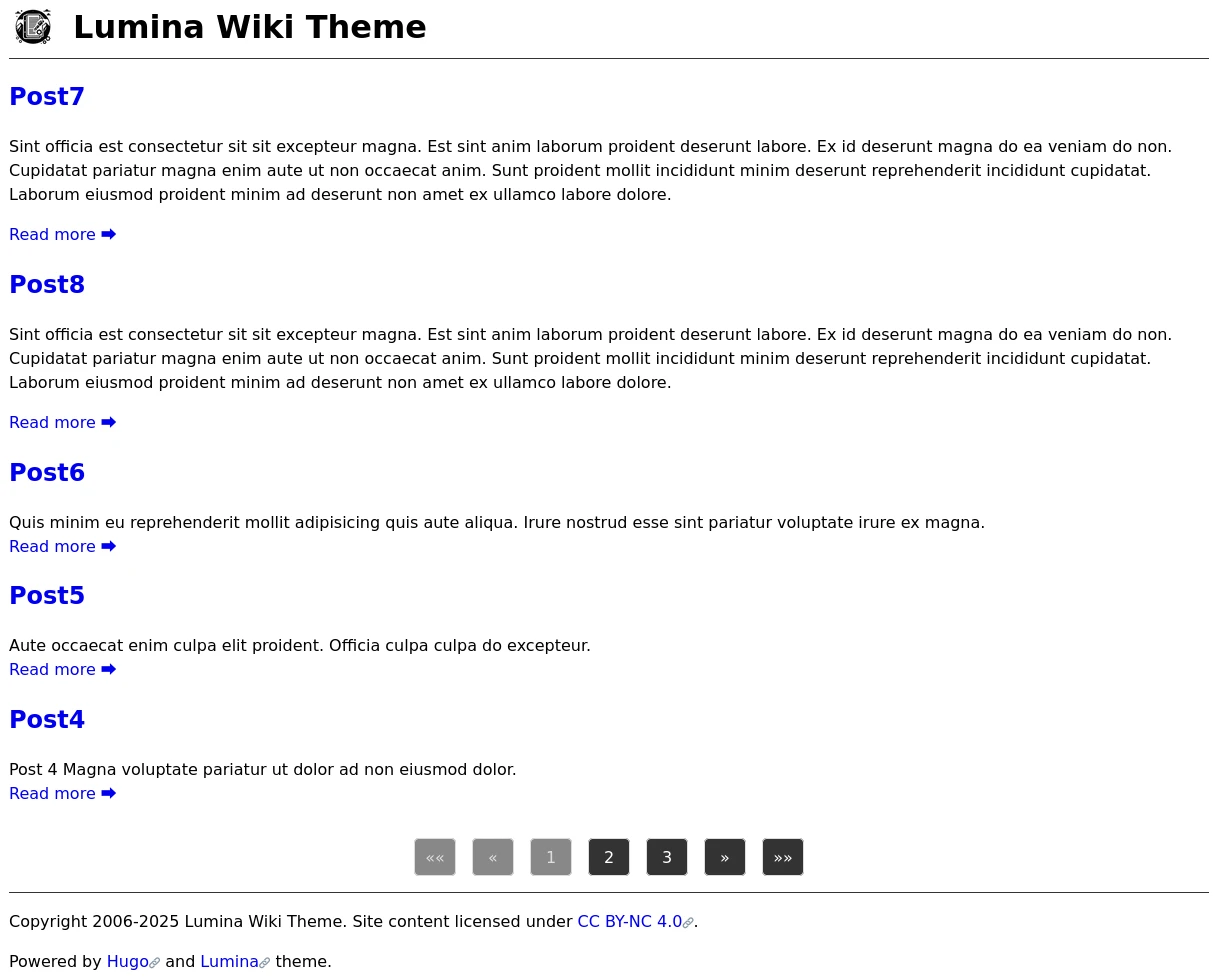 Lumina Wiki Theme
Post7
Sint officia est consectetur sit sit excepteur magna. Est sint anim laborum proident deserunt labore. Ex id deserunt magna do ea veniam do non.
Cupidatat pariatur magna enim aute ut non occaecat anim. Sunt proident mollit incididunt minim deserunt reprehenderit incididunt cupidatat.
Laborum eiusmod proident minim ad deserunt non amet ex ullamco labore dolore.
Read more ➡
Post8
Sint officia est consectetur sit sit excepteur magna. Est sint anim laborum proident deserunt labore. Ex id deserunt magna do ea veniam do non.
Cupidatat pariatur magna enim aute ut non occaecat anim. Sunt proident mollit incididunt minim deserunt reprehenderit incididunt cupidatat.
Laborum eiusmod proident minim ad deserunt non amet ex ullamco labore dolore.
Read more ➡
Post6
Quis minim eu reprehenderit mollit adipisicing quis aute aliqua. Irure nostrud esse sint pariatur voluptate irure ex magna.
Read more ➡
Post5
Aute occaecat enim culpa elit proident. Officia culpa culpa do excepteur.
Read more ➡
Post4
Post 4 Magna voluptate pariatur ut dolor ad non eiusmod dolor.
Read more ➡
«« « 1 2 3 » »»
Copyright 2006-2025 Lumina Wiki Theme. Site content licensed under CC BY-NC 4.0.
Powered by Hugo and Lumina theme.